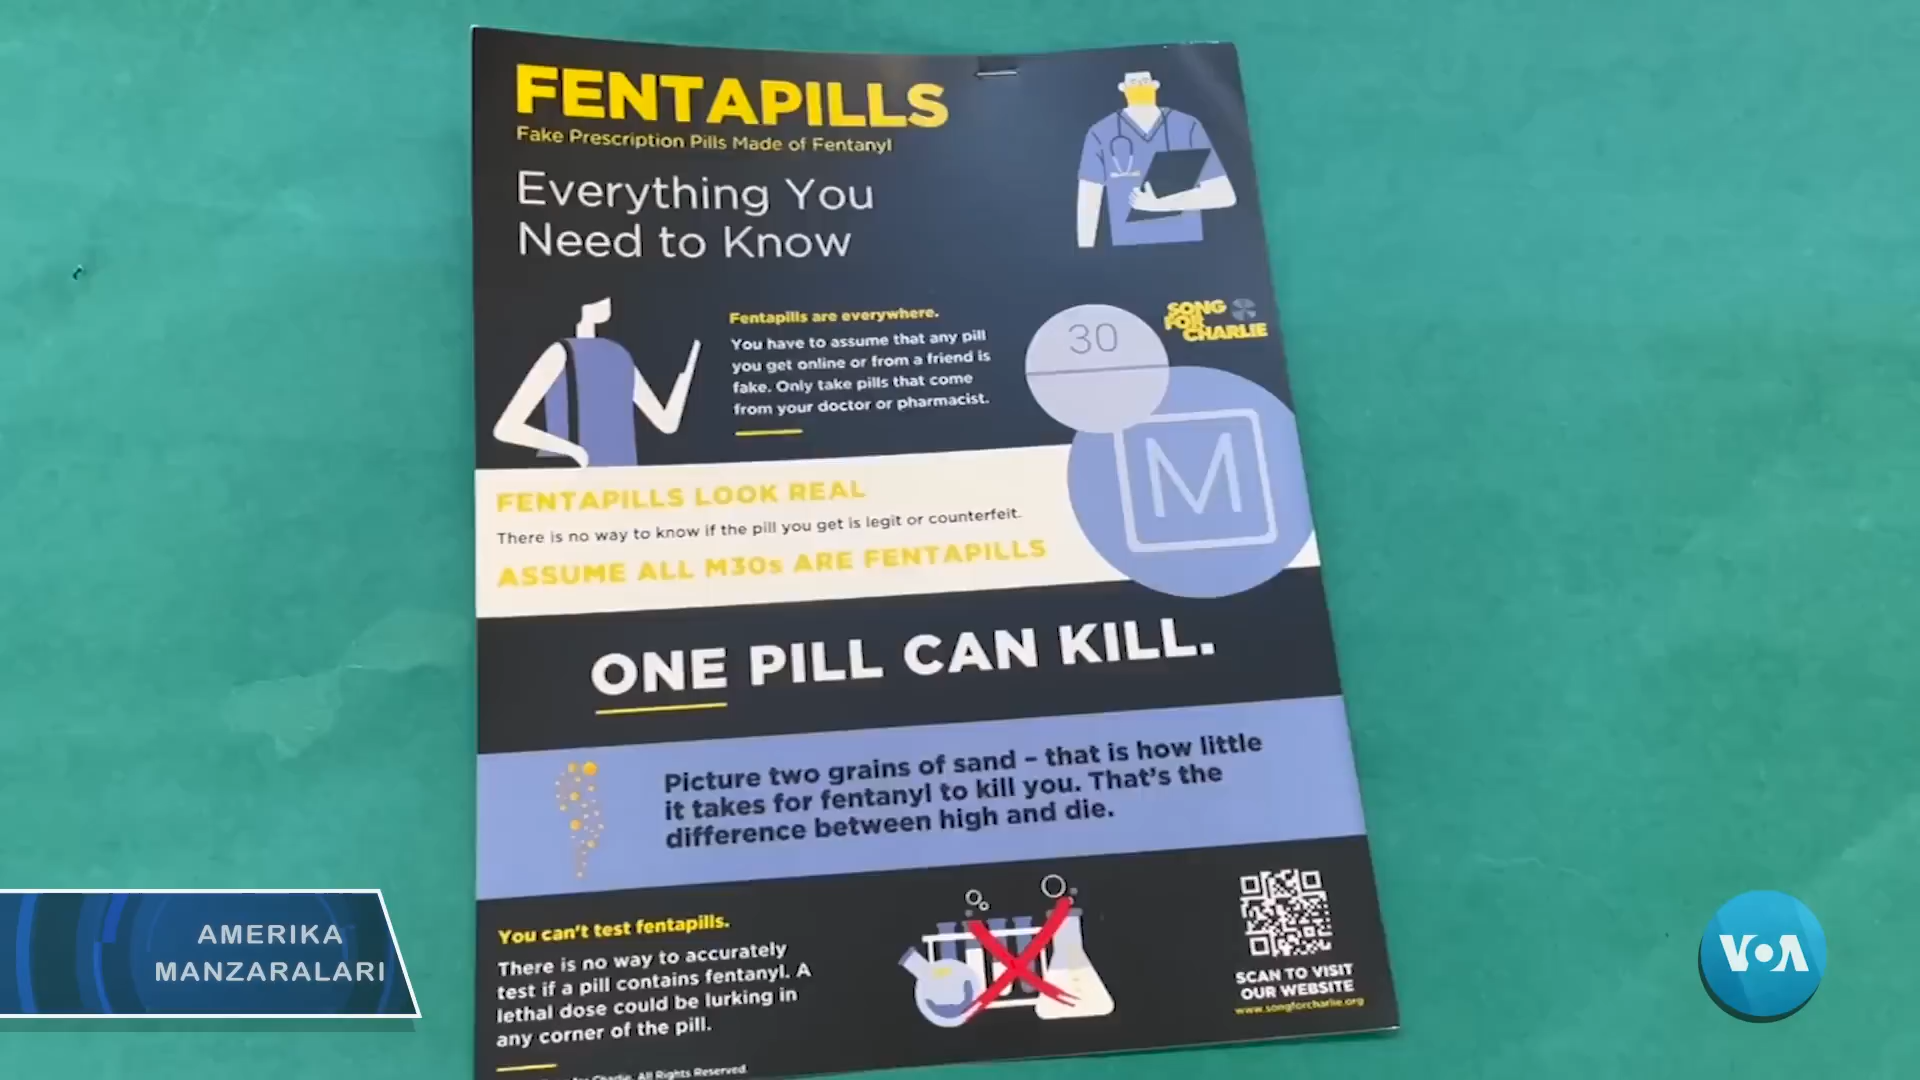 FENTAPILLS
Fake Prescription Pills Made of Fentanyl
Everything You
Need to Know
Fentapills are everywhere.
You have to assume that any pill
you get online or from a friend is
fake. Only take pills that come
from your doctor or pharmacist.
30
SONG
FOR
CHARLIE
M
FENTAPILLS LOOK REAL
There is no way to know if the pill you get is legit or counterfeit.
ASSUME ALL M30s ARE FENTAPILLS
ONE PILL CAN KILL.
Picture two grains of sand – that is how little
it takes for fentanyl to kill you. That's the
difference between high and die.
You can't test fentapills.
There is no way to accurately
test if a pill contains fentanyl. A
lethal dose could be lurking in
any corner of the pill.
SCAN TO VISIT
OUR WEBSITE
www.songforcharlie.org
Charlie. All Rights Reserved.
AMERIKA
MANZARALARI
VOA